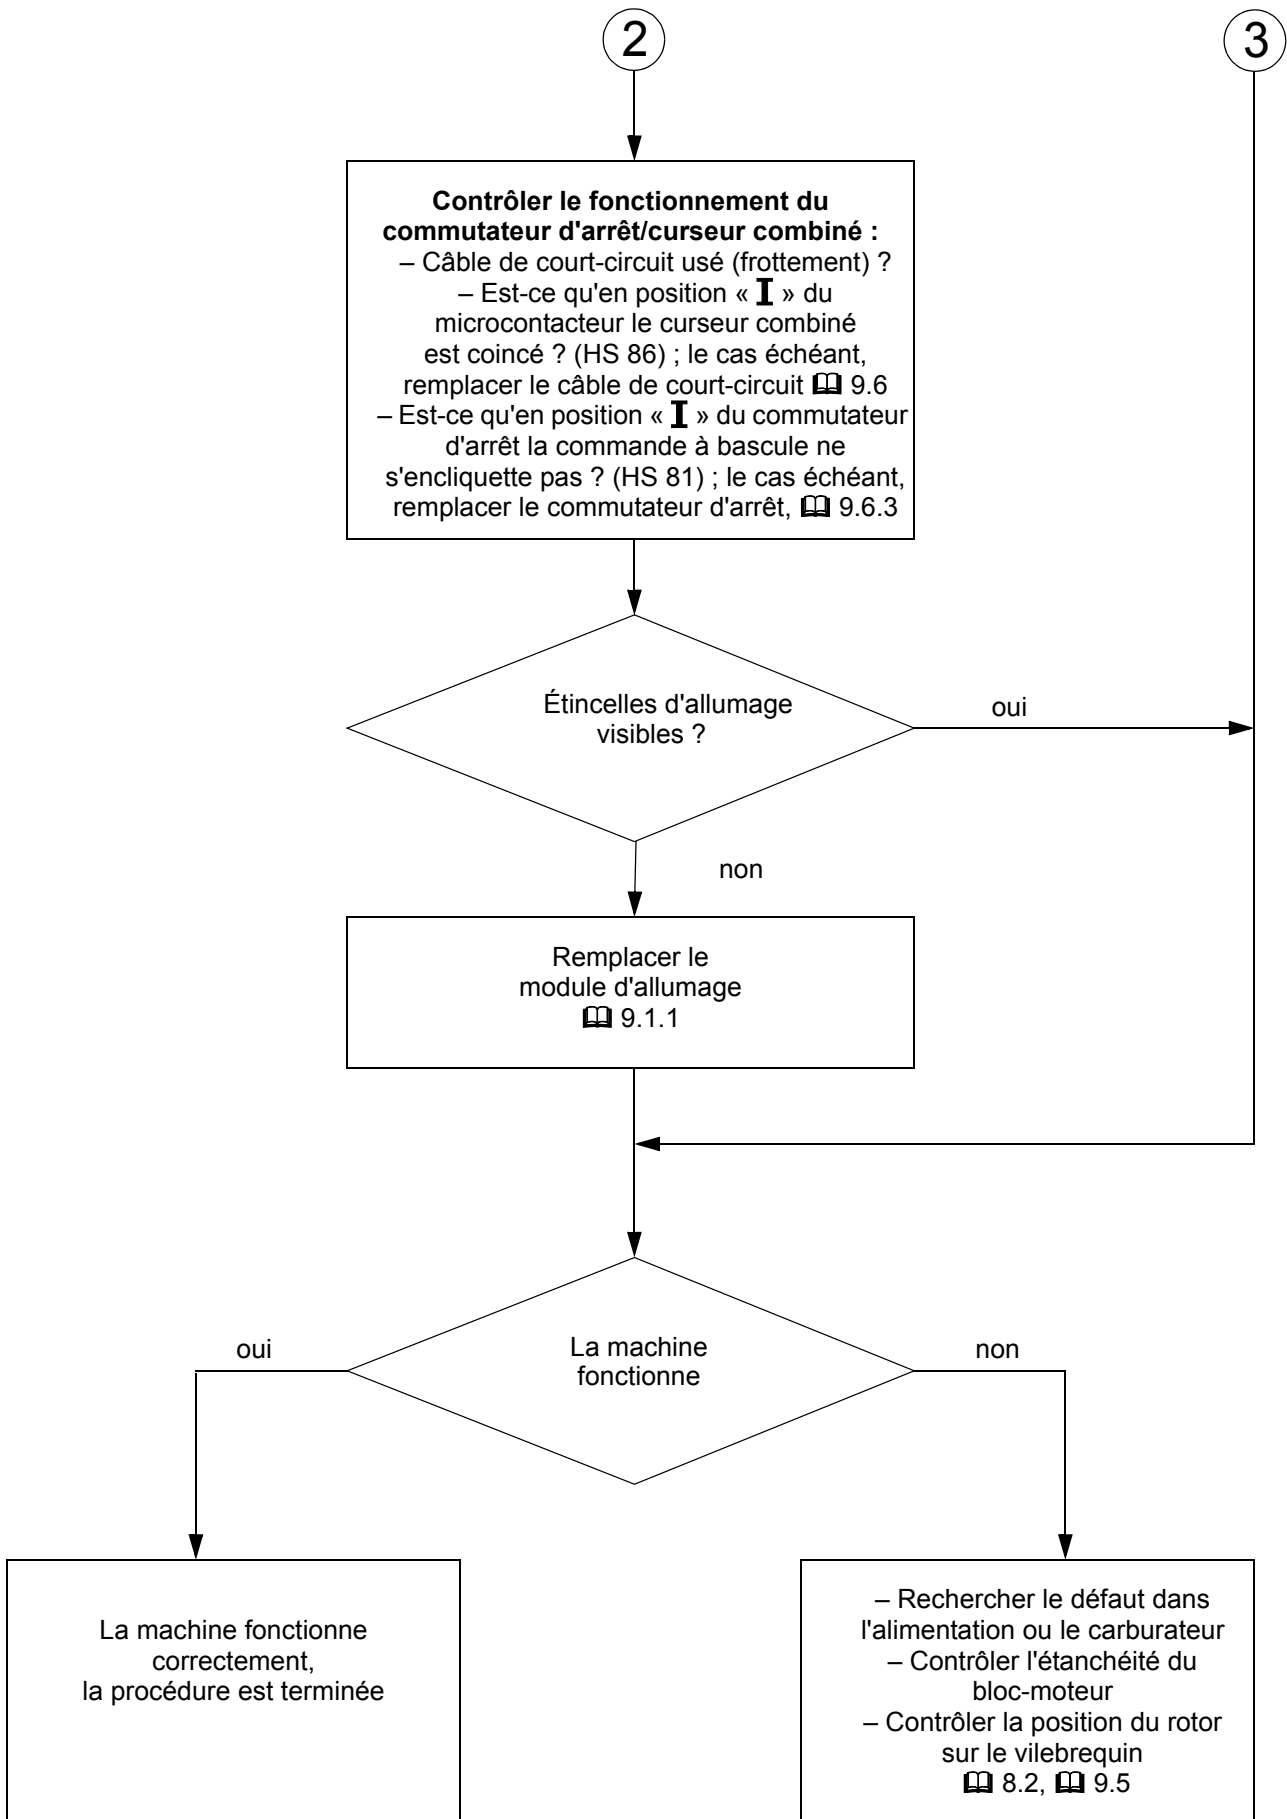 2
3
Contrôler le fonctionnement du
commutateur d'arrêt/curseur combiné :
– Câble de court-circuit usé (frottement) ?
– Est-ce qu'en position « I » du
microcontacteur le curseur combiné
est coincé ? (HS 86) ; le cas échéant,
remplacer le câble de court-circuit 📖 9.6
– Est-ce qu'en position « I » du commutateur
d'arrêt la commande à bascule ne
s'encliquette pas ? (HS 81) ; le cas échéant,
remplacer le commutateur d'arrêt, 📖 9.6.3
Étincelles d'allumage
visibles ?
oui
non
Remplacer le
module d'allumage
📖 9.1.1
oui
La machine
fonctionne
non
La machine fonctionne
correctement,
la procédure est terminée
– Rechercher le défaut dans
l'alimentation ou le carburateur
– Contrôler l'étanchéité du
bloc-moteur
– Contrôler la position du rotor
sur le vilebrequin
📖 8.2, 📖 9.5